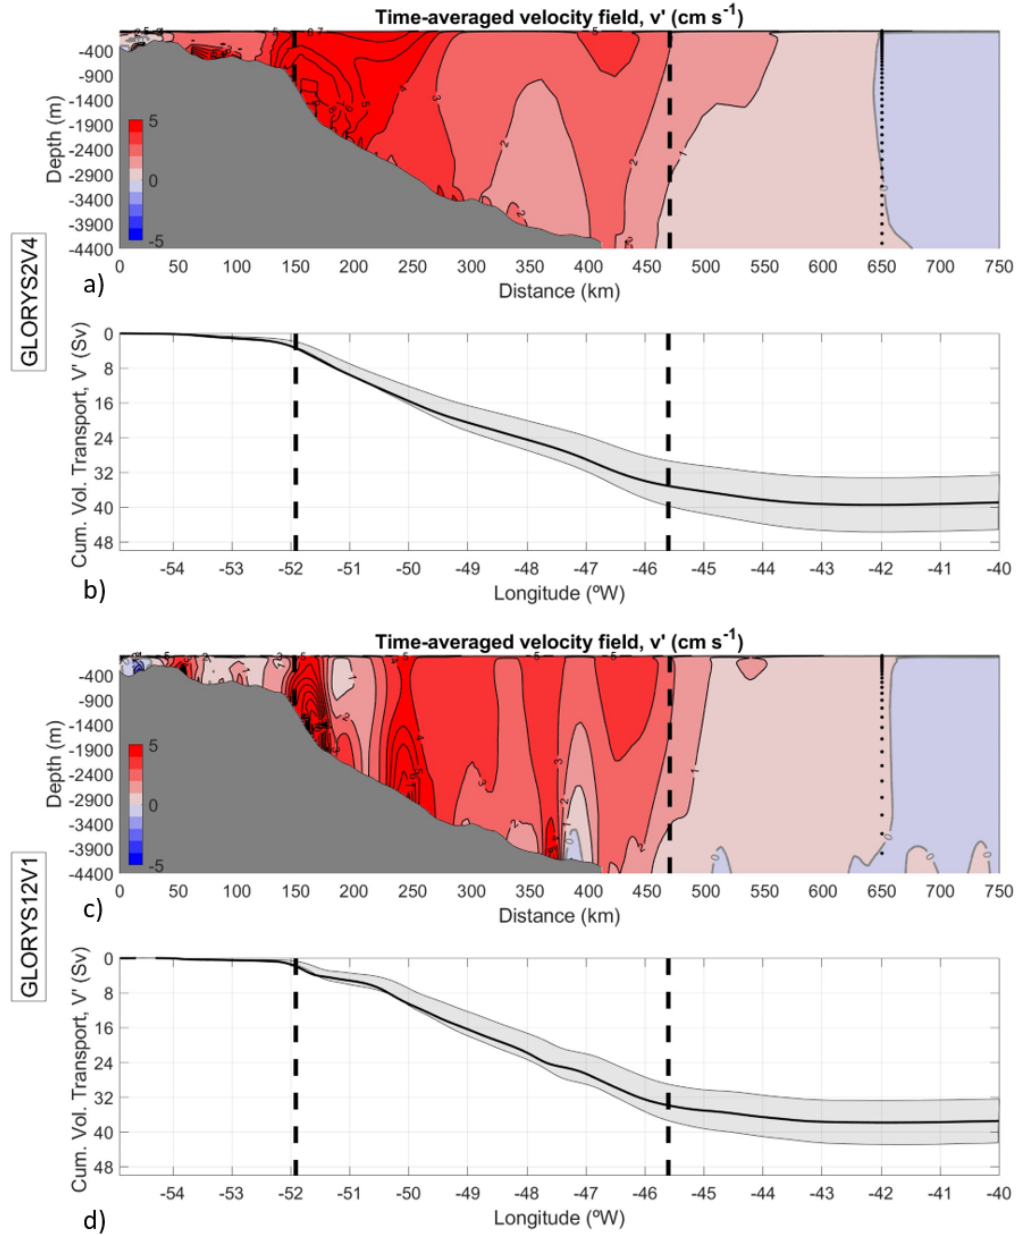 Time-averaged velocity field, v' (cm s⁻¹)
-400
-900
-1400
-1900
-2400
-2900
-3400
-3900
-4400
Depth (m)
5
0
-5
0 50 100 150 200 250 300 350 400 450 500 550 600 650 700 750
Distance (km)
a)
GLORYS2V4
0
8
16
24
32
40
48
Cum. Vol. Transport, V' (Sv)
-54 -53 -52 -51 -50 -49 -48 -47 -46 -45 -44 -43 -42 -41 -40
Longitude (ºW)
b)
Time-averaged velocity field, v' (cm s⁻¹)
-400
-900
-1400
-1900
-2400
-2900
-3400
-3900
-4400
Depth (m)
5
0
-5
0 50 100 150 200 250 300 350 400 450 500 550 600 650 700 750
Distance (km)
c)
GLORYS12V1
0
8
16
24
32
40
48
Cum. Vol. Transport, V' (Sv)
-54 -53 -52 -51 -50 -49 -48 -47 -46 -45 -44 -43 -42 -41 -40
Longitude (ºW)
d)